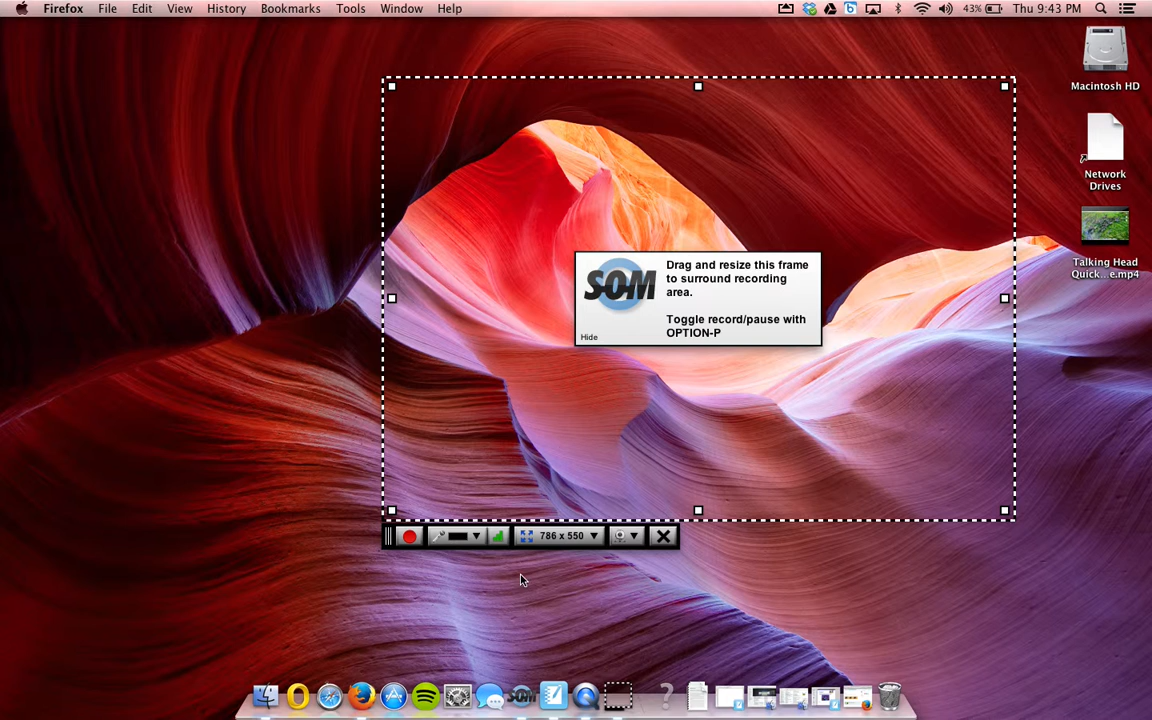 Firefox File Edit View History Bookmarks Tools Window Help 43% Thu 9:43 PM
Macintosh HD
Network
Drives
Talking Head
Quick...e.mp4
SOM
Drag and resize this frame
to surround recording
area.
Toggle record/pause with
OPTION-P
Hide
786 x 550
SOM